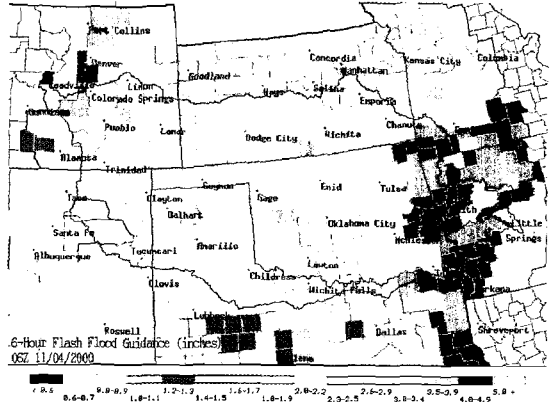 Fort Collins
Denver
Concordia
Manhattan
Kansas City
Columbia
Goodland
Leadville
Limon
Hays
Salina
Colorado Springs
Emporia
Gunnison
Pueblo
Lamar
Dodge City
Wichita
Chanute
Alamosa
Trinidad
Guymon
Enid
Tulsa
Taos
Clayton
Gage
Dalhart
Oklahoma City
Little
Santa Fe
Springs
Tucumcari
Amarillo
Albuquerque
Lawton
Childress
Clovis
Wichita Falls
Roswell
Lubbock
Dallas
Shreveport
6-Hour Flash Flood Guidance (inches)
06Z 11/04/2000
< 0.6 0.8-0.9 1.2-1.3 1.6-1.7 2.0-2.2 2.6-2.9 3.5-3.9 5.0 +
0.6-0.7 1.0-1.1 1.4-1.5 1.8-1.9 2.3-2.5 3.0-3.4 4.0-4.9